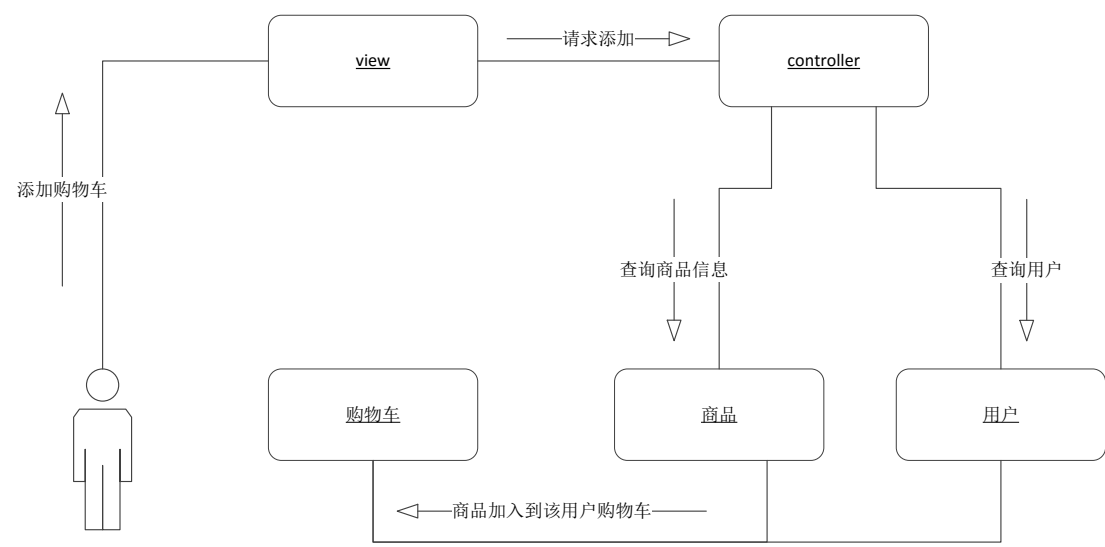 view
请求添加
controller
添加购物车
查询商品信息
查询用户
购物车
商品
用户
商品加入到该用户购物车